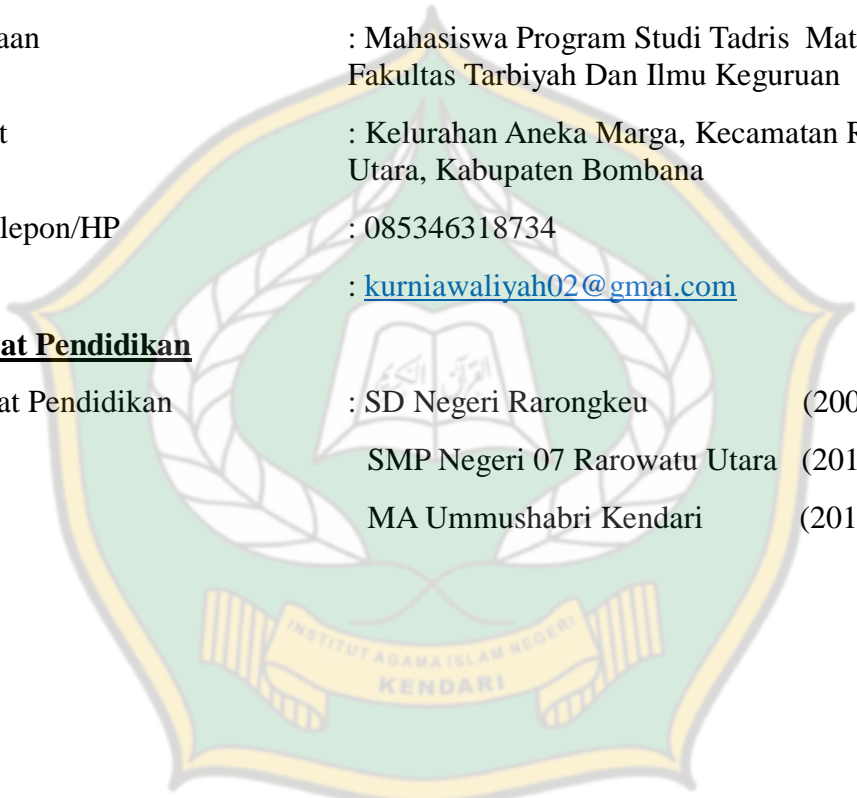 aan : Mahasiswa Program Studi Tadris Mat
Fakultas Tarbiyah Dan Ilmu Keguruan
t : Kelurahan Aneka Marga, Kecamatan R
Utara, Kabupaten Bombana
lepon/HP : 085346318734
: kurniawaliyah02@gmai.com
at Pendidikan
at Pendidikan : SD Negeri Rarongkeu (200
SMP Negeri 07 Rarowatu Utara (201
MA Ummushabri Kendari (201
القرآن الكريم
INSTITUT AGAMA ISLAM NEGERI
KENDARI